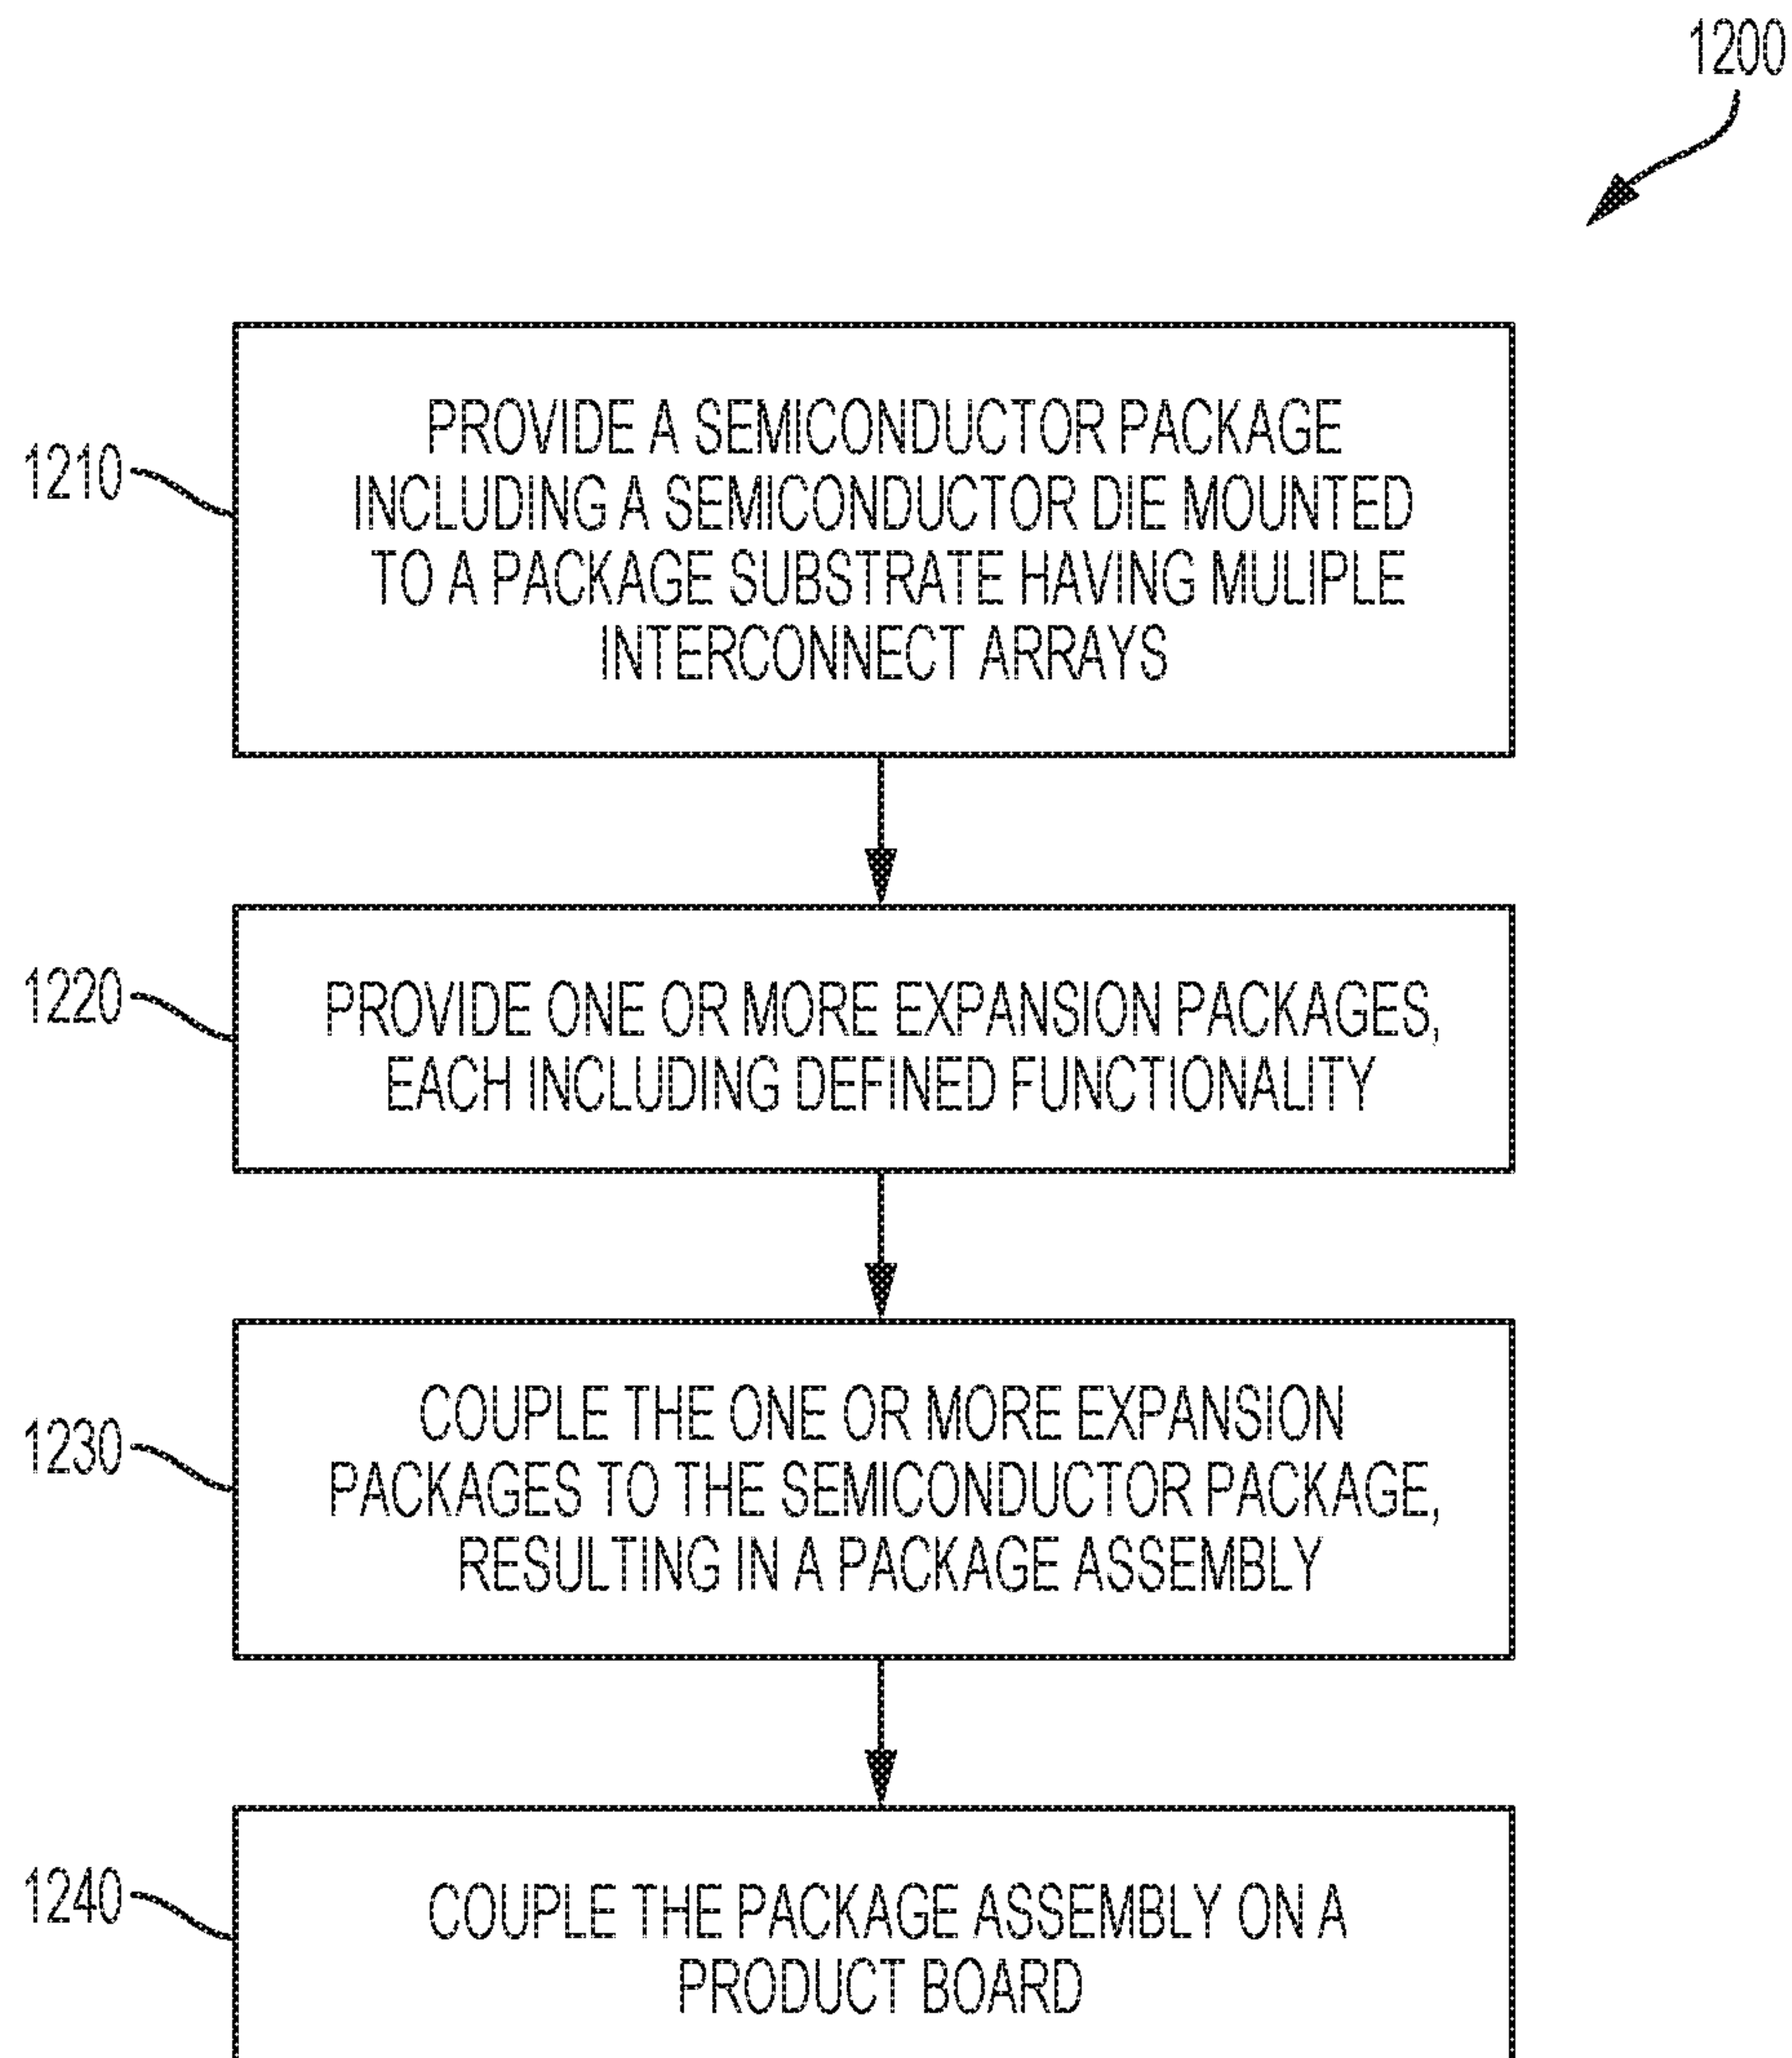 1200
1210
PROVIDE A SEMICONDUCTOR PACKAGE
INCLUDING A SEMICONDUCTOR DIE MOUNTED
TO A PACKAGE SUBSTRATE HAVING MULIPLE
INTERCONNECT ARRAYS
1220
PROVIDE ONE OR MORE EXPANSION PACKAGES,
EACH INCLUDING DEFINED FUNCTIONALITY
1230
COUPLE THE ONE OR MORE EXPANSION
PACKAGES TO THE SEMICONDUCTOR PACKAGE,
RESULTING IN A PACKAGE ASSEMBLY
1240
COUPLE THE PACKAGE ASSEMBLY ON A
PRODUCT BOARD